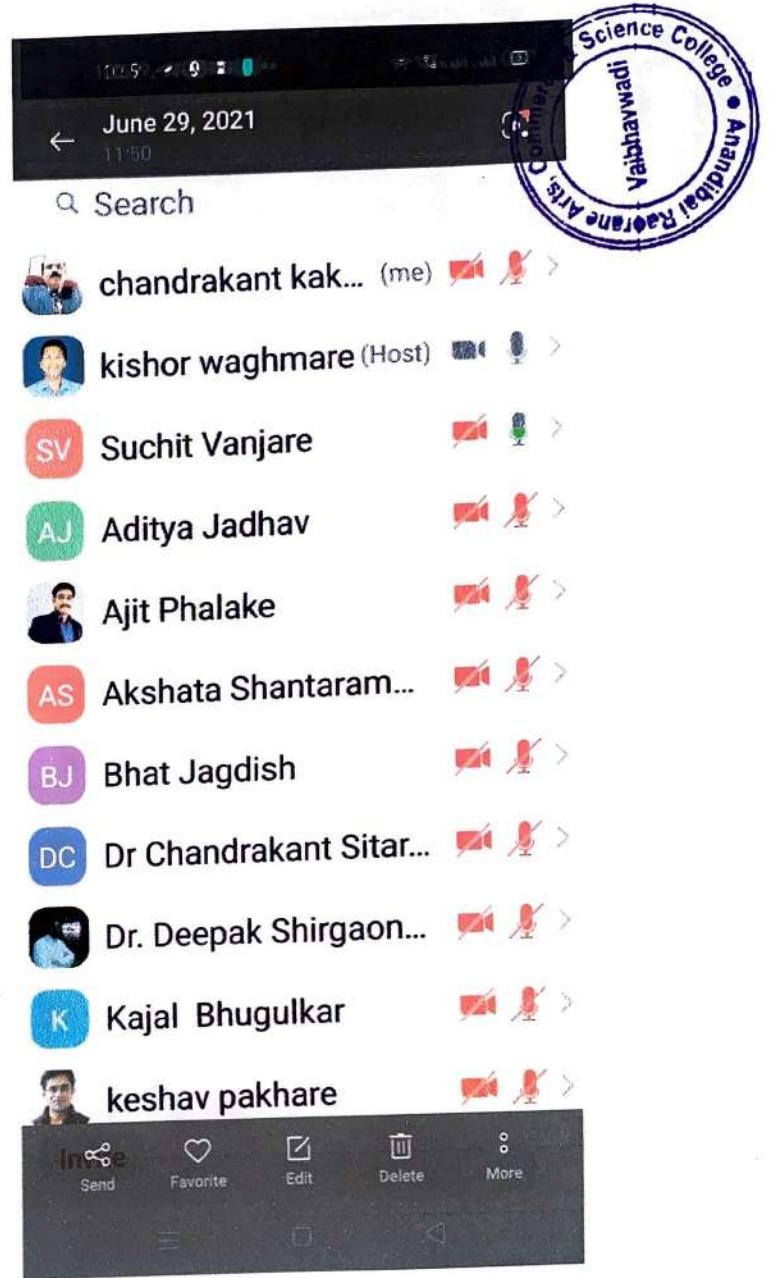 June 29, 2021
11:50
Search
chandrakant kak... (me)
kishor waghmare (Host)
SV Suchit Vanjare
AJ Aditya Jadhav
Ajit Phalake
AS Akshata Shantaram...
BJ Bhat Jagdish
DC Dr Chandrakant Sitar...
Dr. Deepak Shirgaon...
K Kajal Bhugulkar
keshav pakhare
Invite
Send Favorite Edit Delete More
Science College • Anandibai Raorane Arts,
Vaibhavwadi